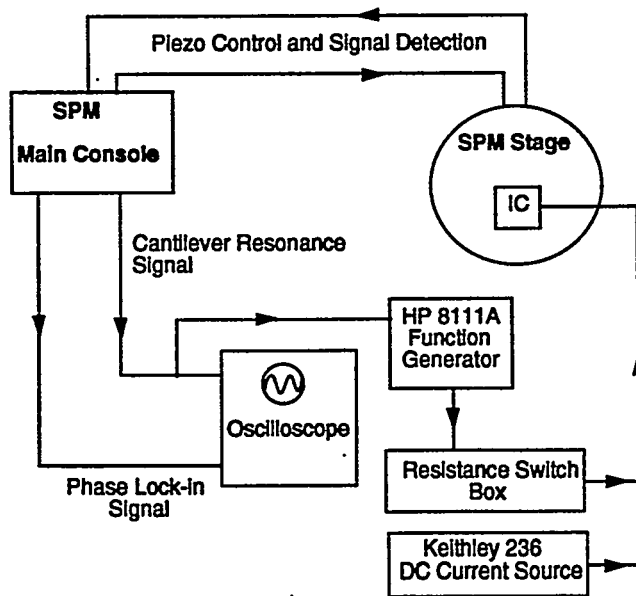 Piezo Control and Signal Detection
SPM
Main Console
SPM Stage
IC
Cantilever Resonance
Signal
HP 8111A
Function
Generator
Oscilloscope
Phase Lock-in
Signal
Resistance Switch
Box
Keithley 236
DC Current Source